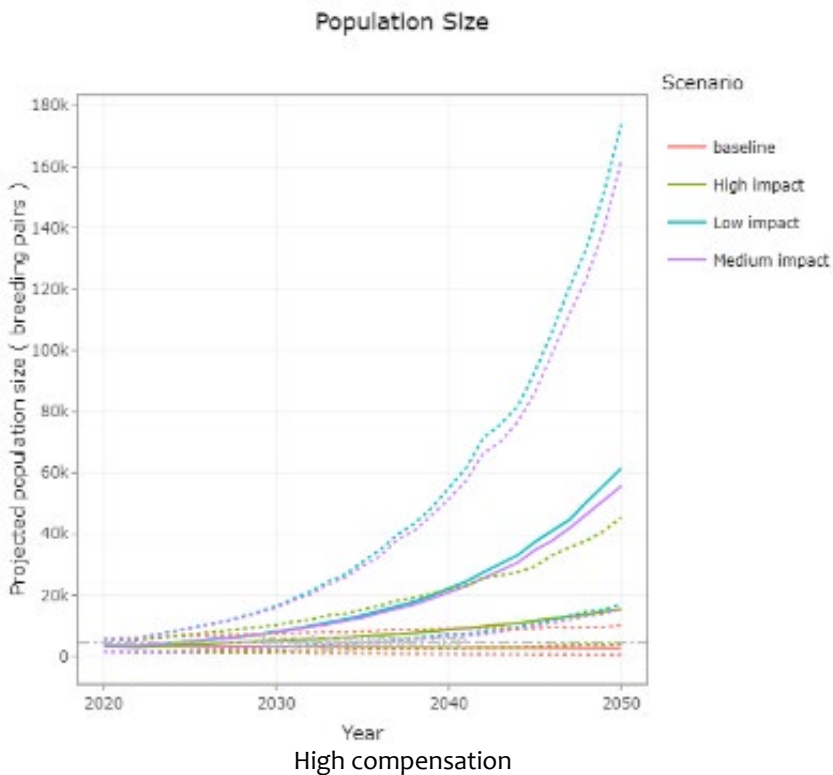 Population Size
Scenario
baseline
High impact
Low impact
Medium impact
Projected population size ( breeding pairs )
180k
160k
140k
120k
100k
80k
60k
40k
20k
0
2020 2030 2040 2050
Year
High compensation